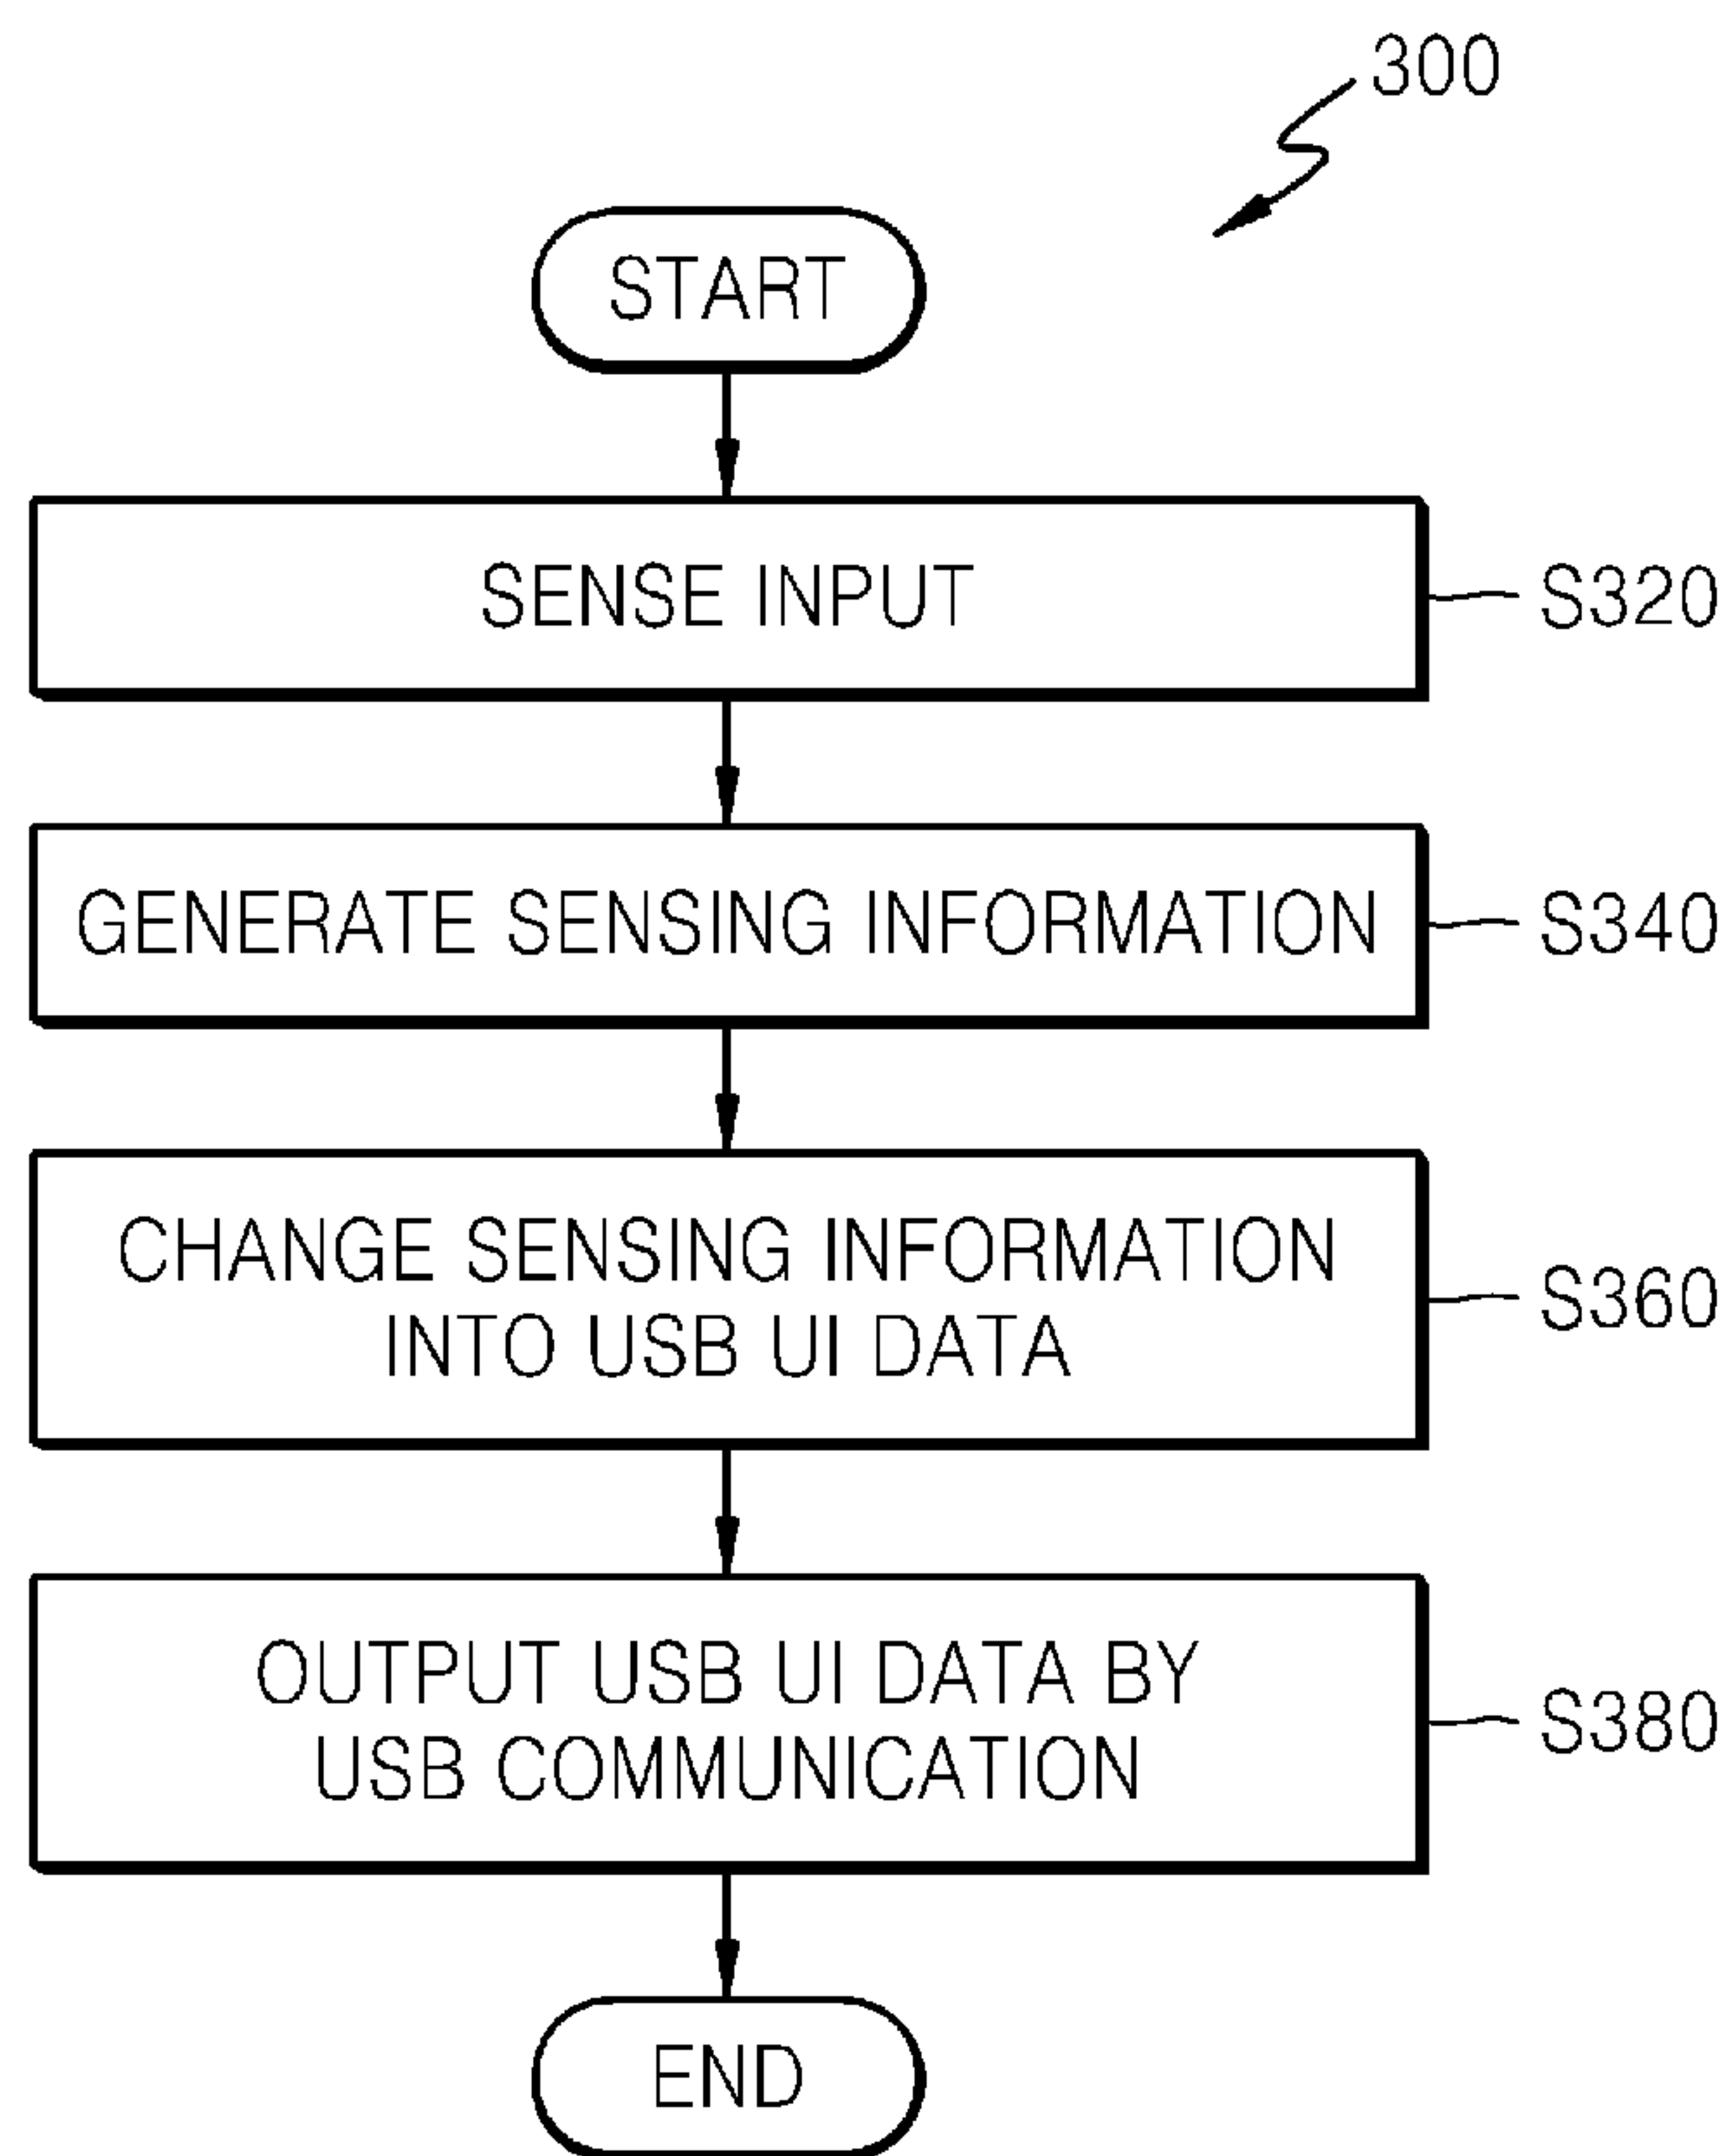 300
START
SENSE INPUT
S320
GENERATE SENSING INFORMATION
S340
CHANGE SENSING INFORMATION
INTO USB UI DATA
S360
OUTPUT USB UI DATA BY
USB COMMUNICATION
S380
END